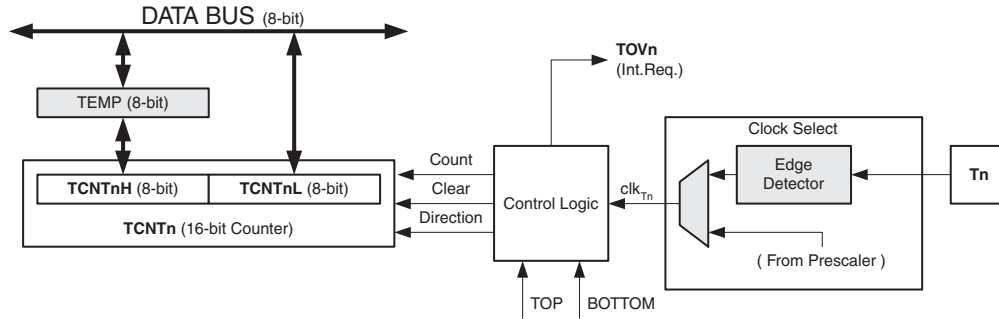 DATA BUS (8-bit)
TOVn
(Int.Req.)
TEMP (8-bit)
Clock Select
Count
Edge
Detector
Tn
TCNTnH (8-bit)
TCNTnL (8-bit)
Clear
Control Logic
clkTn
TCNTn (16-bit Counter)
Direction
( From Prescaler )
TOP
BOTTOM